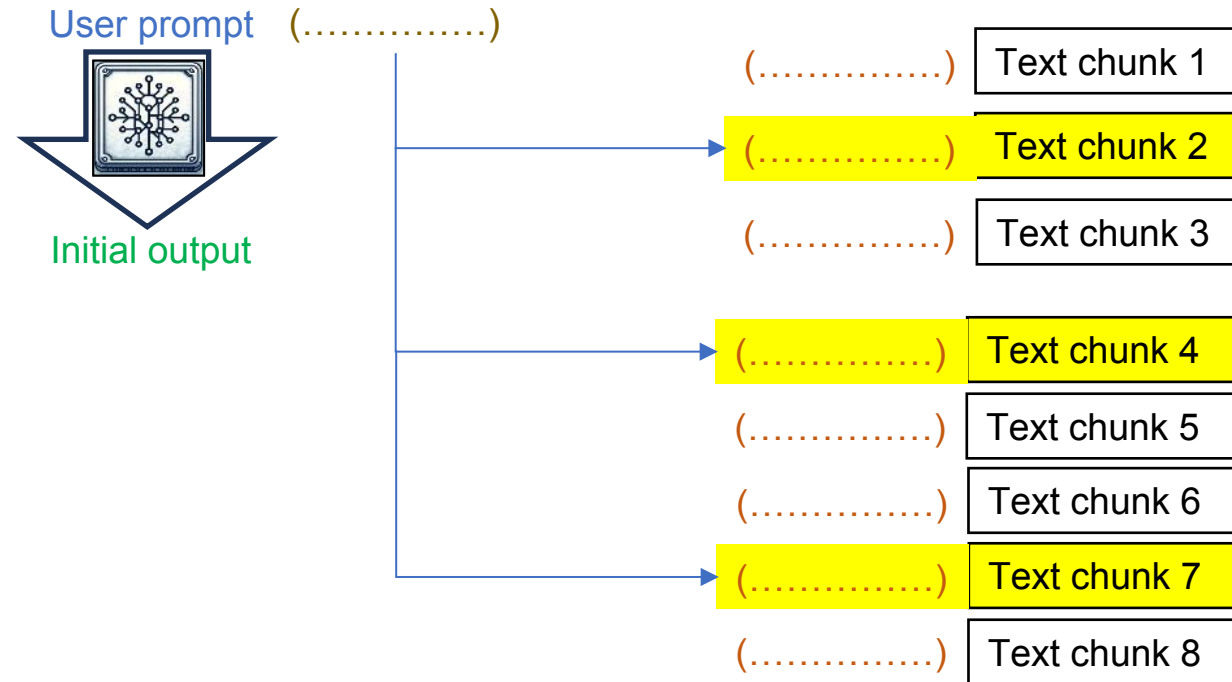 User prompt (……………)
Initial output
(……………) Text chunk 1
(……………) Text chunk 2
(……………) Text chunk 3
(……………) Text chunk 4
(……………) Text chunk 5
(……………) Text chunk 6
(……………) Text chunk 7
(……………) Text chunk 8